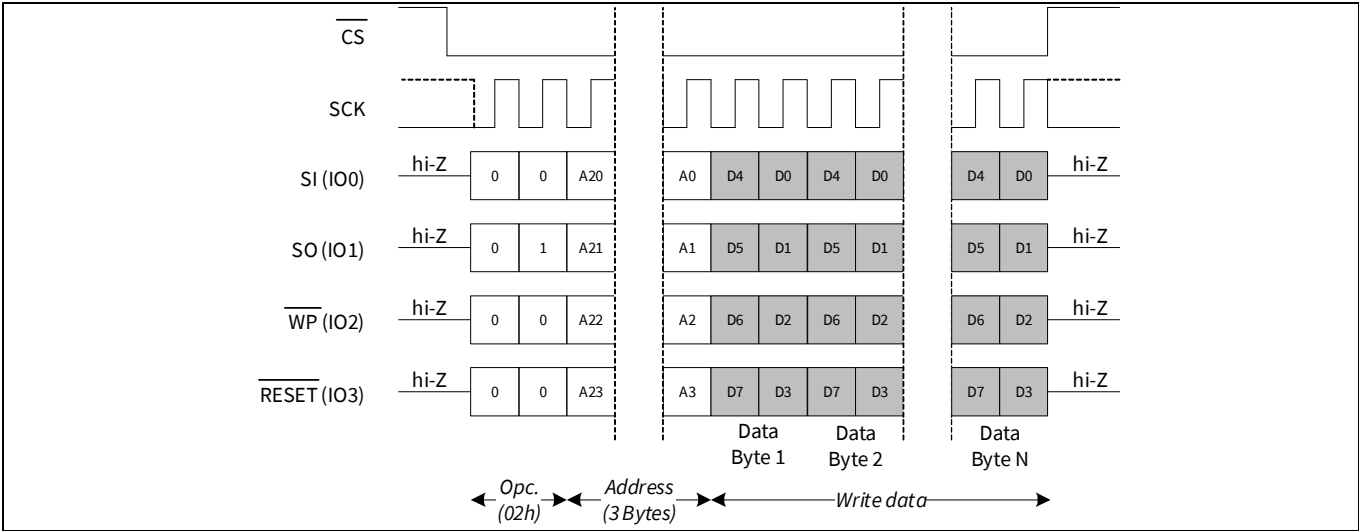 CS
SCK
SI (IO0) hi-Z 0 0 A20 A0 D4 D0 D4 D0 D4 D0 hi-Z
SO (IO1) hi-Z 0 1 A21 A1 D5 D1 D5 D1 D5 D1 hi-Z
WP (IO2) hi-Z 0 0 A22 A2 D6 D2 D6 D2 D6 D2 hi-Z
RESET (IO3) hi-Z 0 0 A23 A3 D7 D3 D7 D3 D7 D3 hi-Z
Data Data Data
Byte 1 Byte 2 Byte N
Opc. Address Write data
(02h) (3 Bytes)